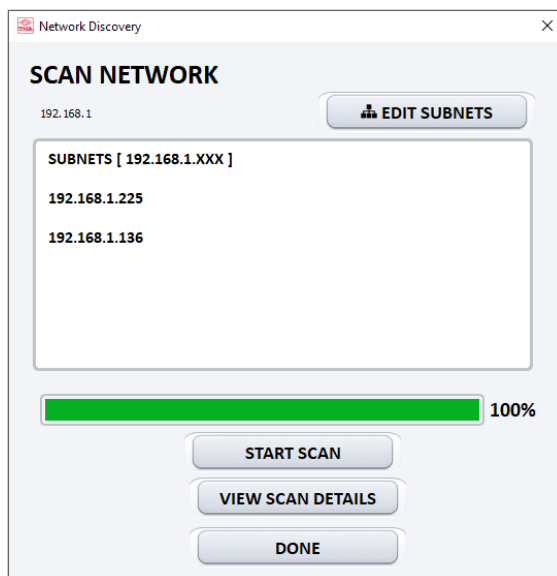 Network Discovery
SCAN NETWORK
192.168.1
EDIT SUBNETS
SUBNETS [ 192.168.1.XXX ]
192.168.1.225
192.168.1.136
100%
START SCAN
VIEW SCAN DETAILS
DONE